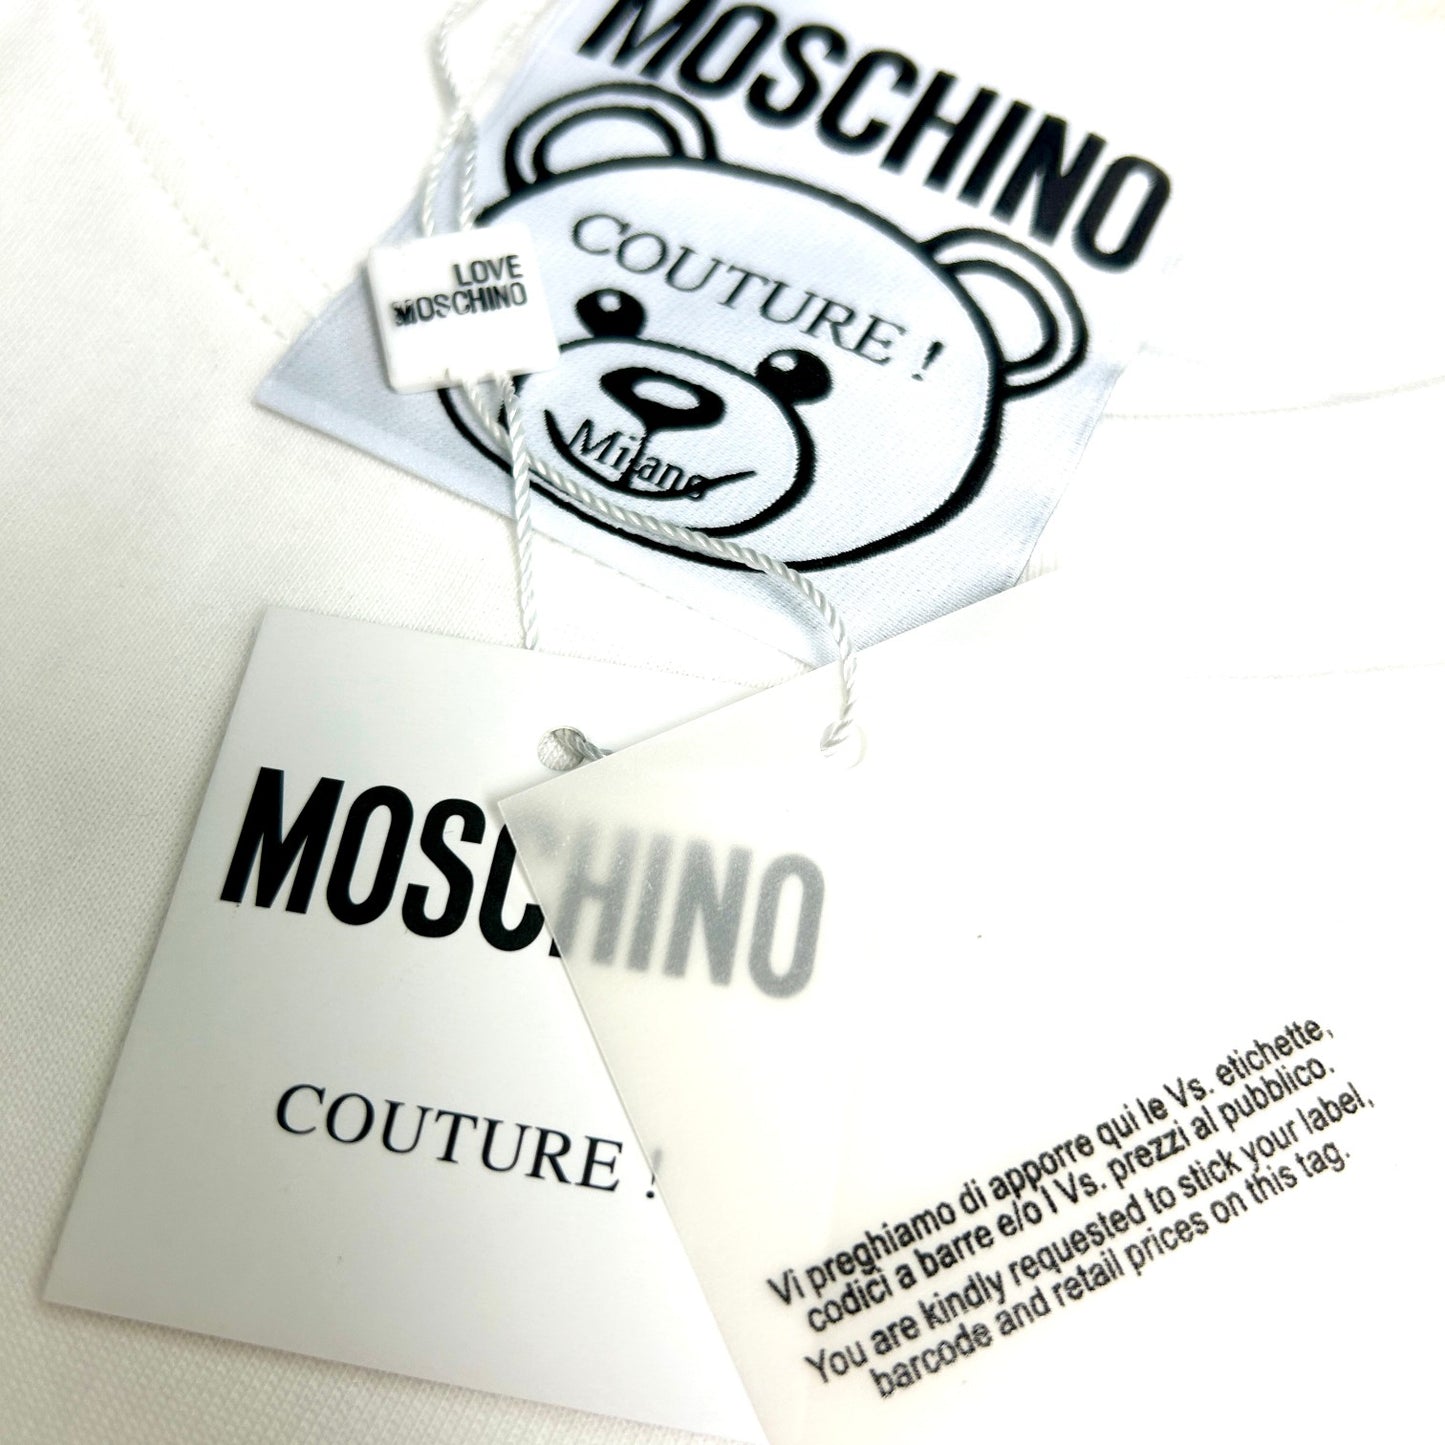 MOSCHINO
COUTURE !
Milano
LOVE
MOSCHINO
MOSCHINO
COUTURE !
Vi preghiamo di apporre qui le Vs. etichette,
codici a barre e/o I Vs. prezzi al pubblico.
You are kindly requested to stick your label,
barcode and retail prices on this tag.